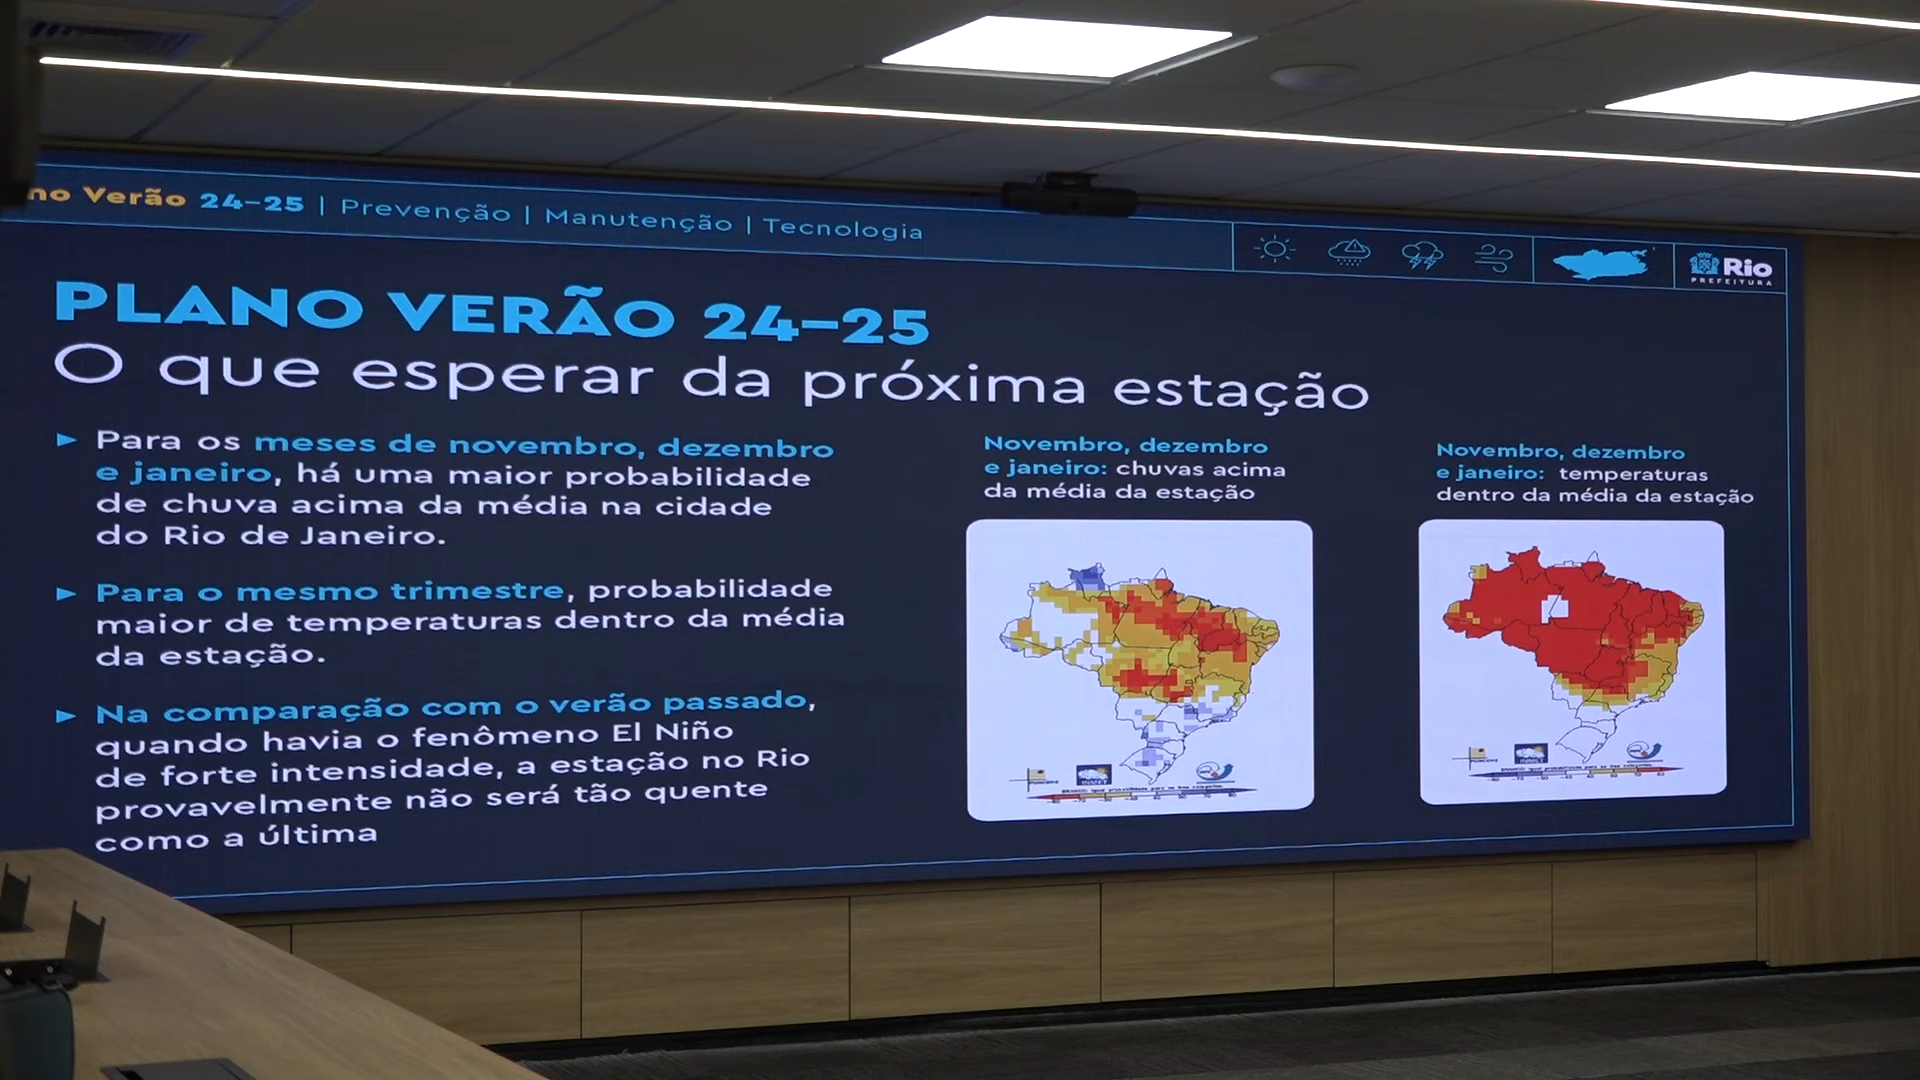 no Verão 24–25 | Prevenção | Manutenção | Tecnologia
Rio
PREFEITURA
PLANO VERÃO 24–25
O que esperar da próxima estação
► Para os meses de novembro, dezembro
e janeiro, há uma maior probabilidade
de chuva acima da média na cidade
do Rio de Janeiro.
► Para o mesmo trimestre, probabilidade
maior de temperaturas dentro da média
da estação.
► Na comparação com o verão passado,
quando havia o fenômeno El Niño
de forte intensidade, a estação no Rio
provavelmente não será tão quente
como a última
Novembro, dezembro
e janeiro: chuvas acima
da média da estação
INMET
Novembro, dezembro
e janeiro: temperaturas
dentro da média da estação
INMET